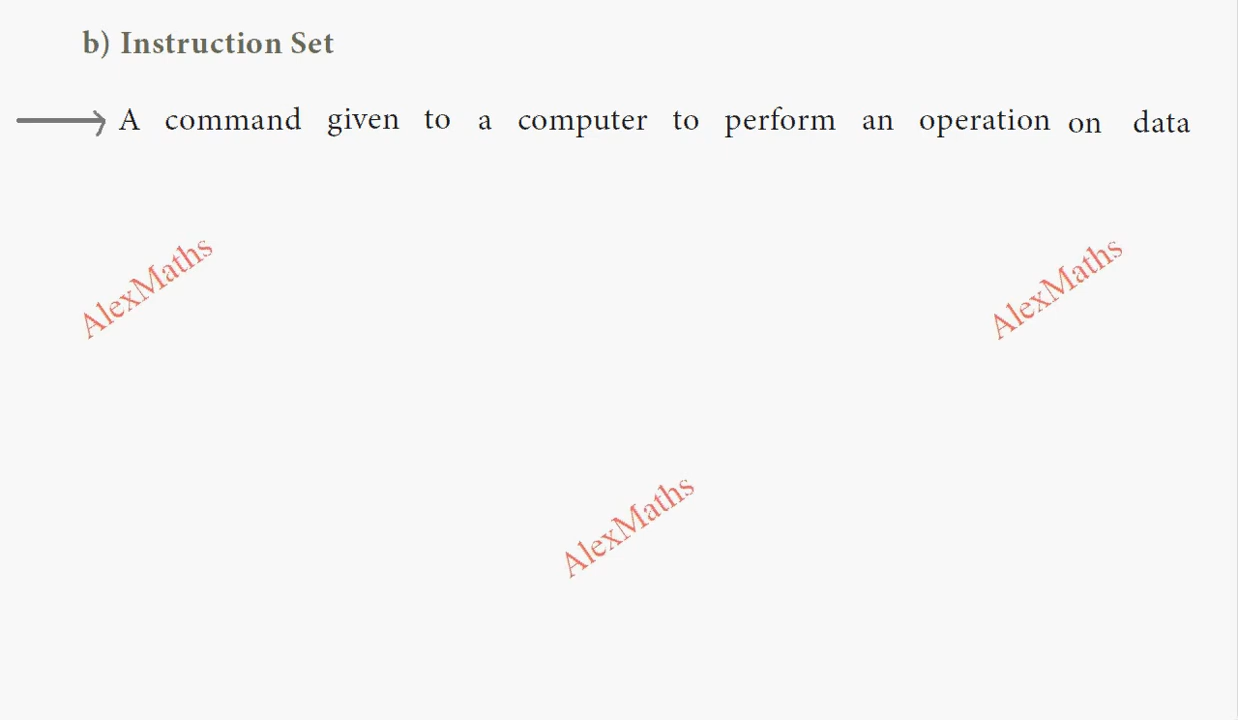 b) Instruction Set
A command given to a computer to perform an operation on data
AlexMaths
AlexMaths
AlexMaths